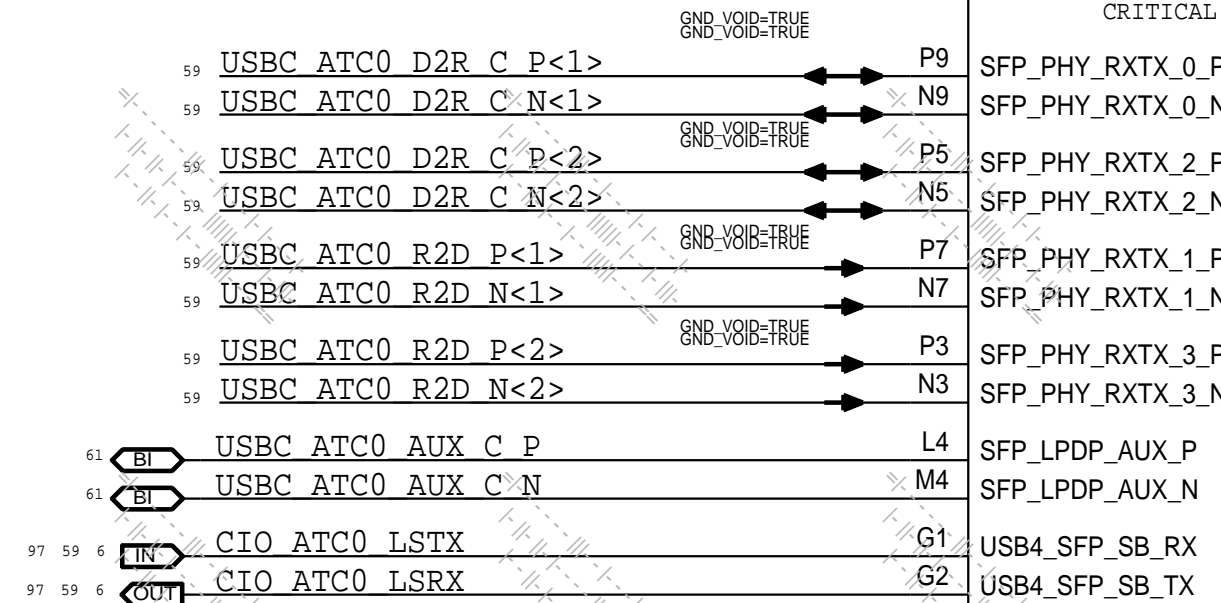 CRITICAL
GND_VOID=TRUE
GND_VOID=TRUE
59 USBC_ATC0_D2R_C_P<1> P9 SFP_PHY_RXTX_0_P
59 USBC_ATC0_D2R_C_N<1> N9 SFP_PHY_RXTX_0_N
GND_VOID=TRUE
GND_VOID=TRUE
59 USBC_ATC0_D2R_C_P<2> P5 SFP_PHY_RXTX_2_P
59 USBC_ATC0_D2R_C_N<2> N5 SFP_PHY_RXTX_2_N
GND_VOID=TRUE
GND_VOID=TRUE
59 USBC_ATC0_R2D_P<1> P7 SFP_PHY_RXTX_1_P
59 USBC_ATC0_R2D_N<1> N7 SFP_PHY_RXTX_1_N
GND_VOID=TRUE
GND_VOID=TRUE
59 USBC_ATC0_R2D_P<2> P3 SFP_PHY_RXTX_3_P
59 USBC_ATC0_R2D_N<2> N3 SFP_PHY_RXTX_3_N
61 BI USBC_ATC0_AUX_C_P L4 SFP_LPDP_AUX_P
61 BI USBC_ATC0_AUX_C_N M4 SFP_LPDP_AUX_N
97 59 6 IN CIO_ATC0_LSTX G1 USB4_SFP_SB_RX
97 59 6 OUT CIO_ATC0_LSRX G2 USB4_SFP_SB_TX